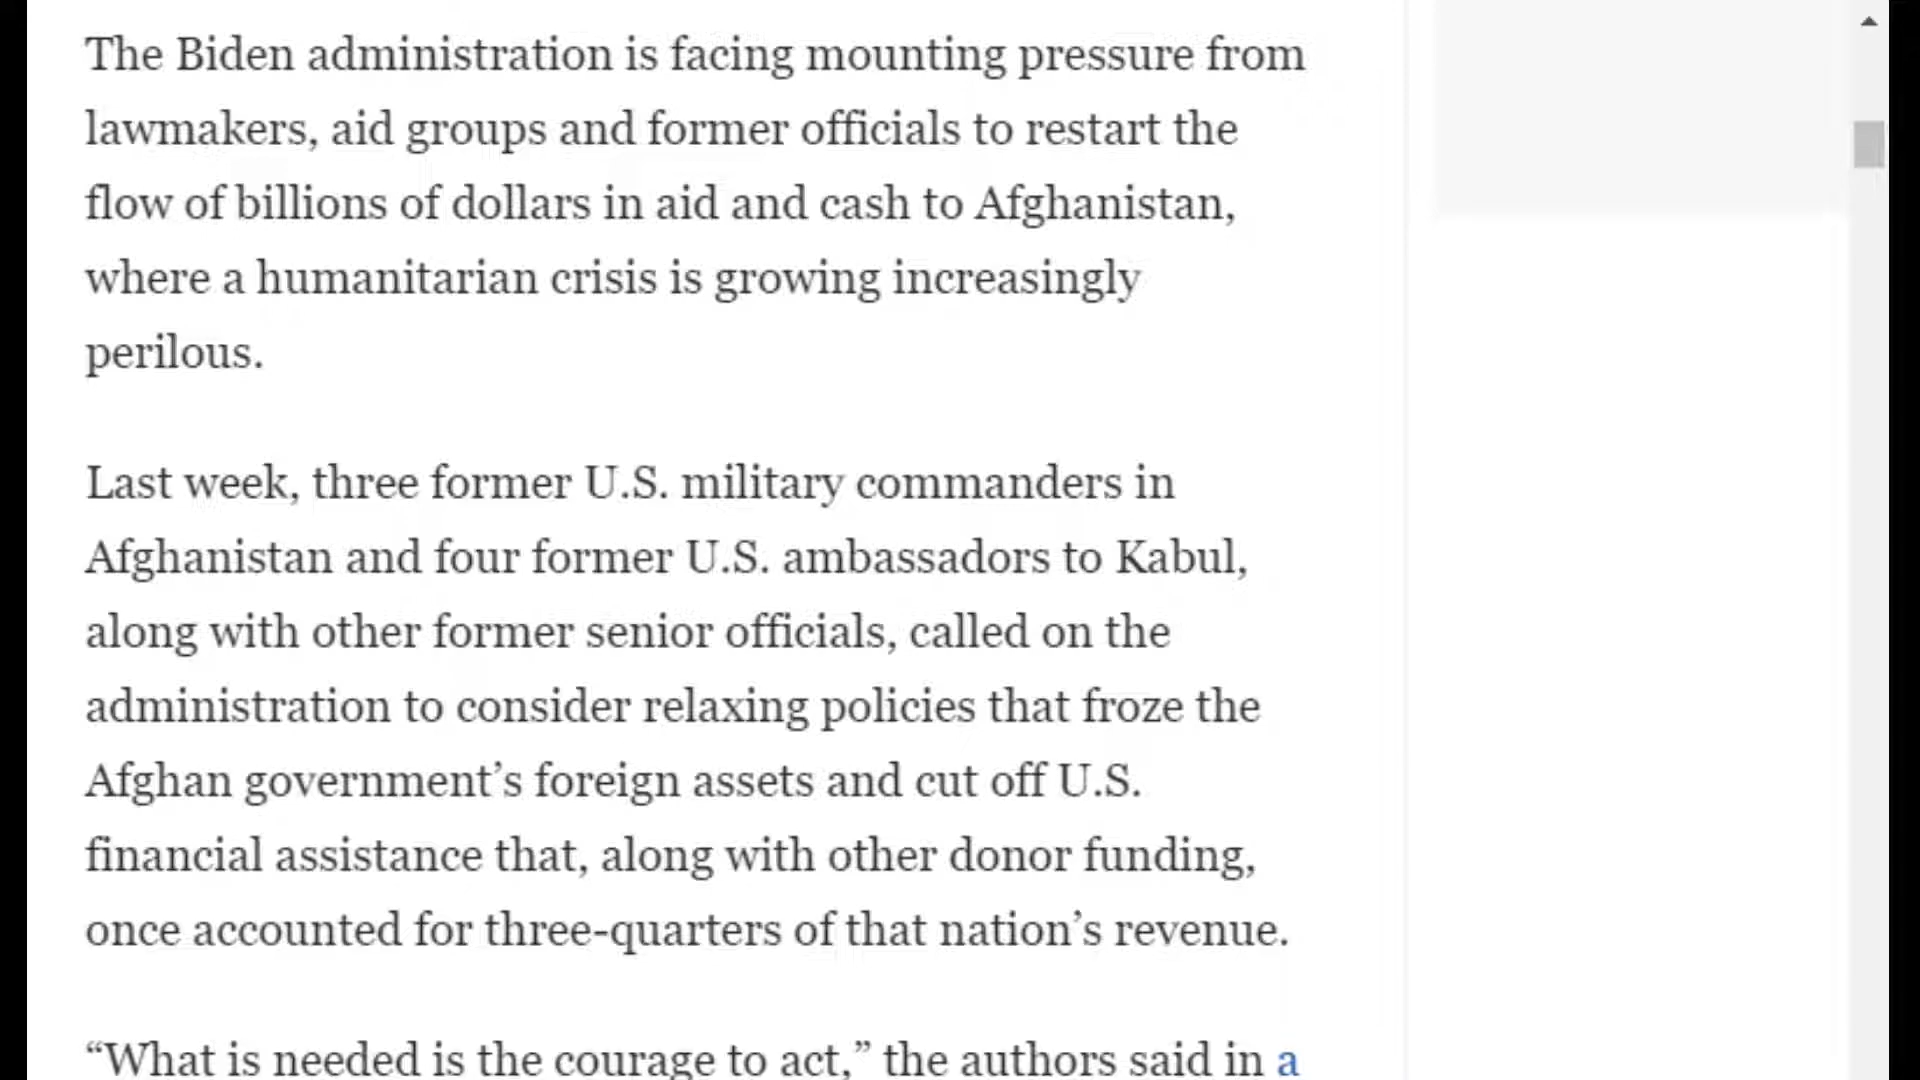 The Biden administration is facing mounting pressure from
lawmakers, aid groups and former officials to restart the
flow of billions of dollars in aid and cash to Afghanistan,
where a humanitarian crisis is growing increasingly
perilous.
Last week, three former U.S. military commanders in
Afghanistan and four former U.S. ambassadors to Kabul,
along with other former senior officials, called on the
administration to consider relaxing policies that froze the
Afghan government’s foreign assets and cut off U.S.
financial assistance that, along with other donor funding,
once accounted for three-quarters of that nation’s revenue.
“What is needed is the courage to act,” the authors said in a